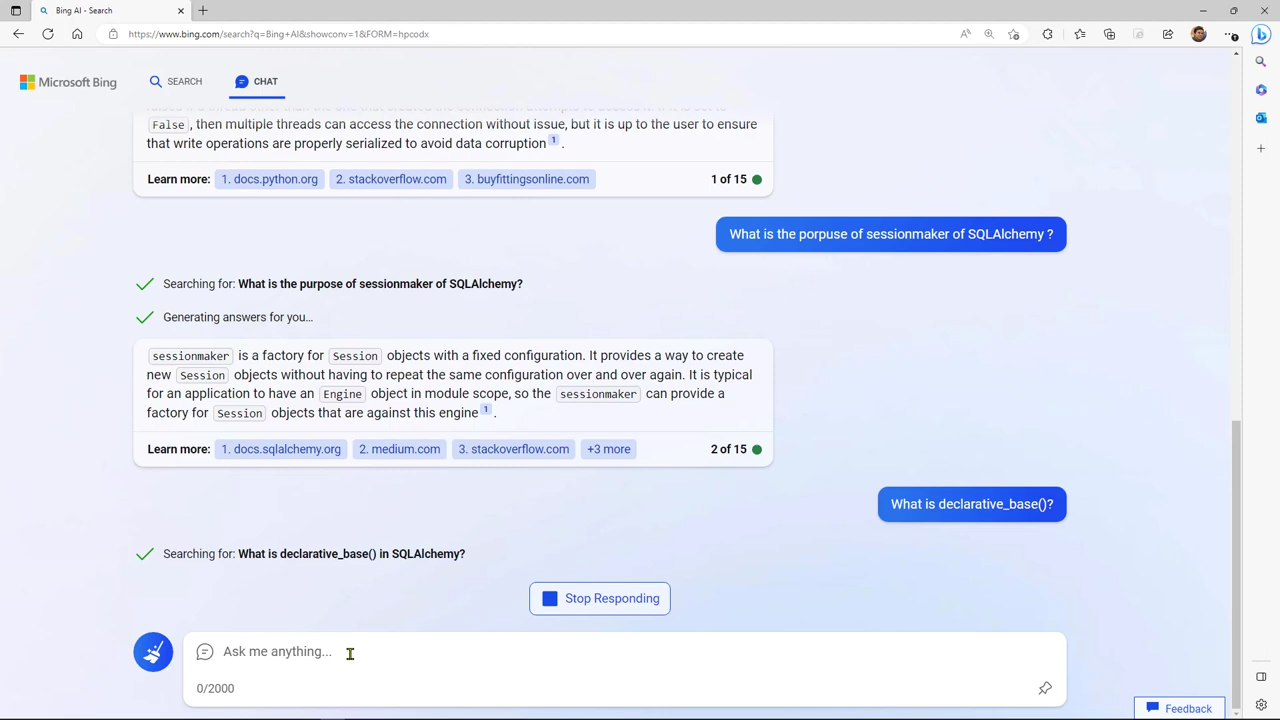 Bing AI - Search
https://www.bing.com/search?q=Bing+AI&showconv=1&FORM=hpcodx
Microsoft Bing
SEARCH
CHAT
False , then multiple threads can access the connection without issue, but it is up to the user to ensure
that write operations are properly serialized to avoid data corruption 1 .
Learn more: 1. docs.python.org 2. stackoverflow.com 3. buyfittingsonline.com 1 of 15
What is the porpuse of sessionmaker of SQLAlchemy ?
Searching for: What is the purpose of sessionmaker of SQLAlchemy?
Generating answers for you...
sessionmaker is a factory for Session objects with a fixed configuration. It provides a way to create
new Session objects without having to repeat the same configuration over and over again. It is typical
for an application to have an Engine object in module scope, so the sessionmaker can provide a
factory for Session objects that are against this engine 1 .
Learn more: 1. docs.sqlalchemy.org 2. medium.com 3. stackoverflow.com +3 more 2 of 15
What is declarative_base()?
Searching for: What is declarative_base() in SQLAlchemy?
Stop Responding
Ask me anything...
0/2000
Feedback